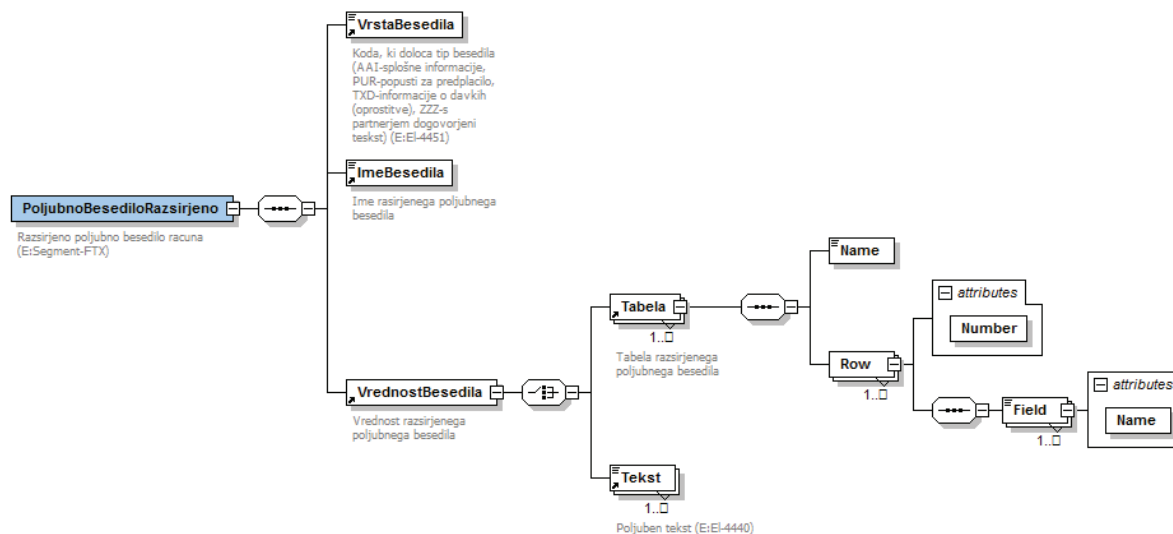 VrstaBesedila
Koda, ki doloca tip besedila
(AAI-splošne informacije,
PUR-popusti za predplacilo,
TXD-informacije o davkih
(oprostitve), ZZZ-s
partnerjem dogovorjeni
teskst) (E:El-4451)
ImeBesedila
Ime rasirjenega poljubnega
besedila
PoljubnoBesediloRazsirjeno
Razsirjeno poljubno besedilo racuna
(E:Segment-FTX)
VrednostBesedila
Vrednost razsirjenega
poljubnega besedila
Tabela
1..□
Tabela razsirjenega
poljubnega besedila
Name
Row
1..□
attributes
Number
Field
1..□
attributes
Name
Tekst
1..□
Poljuben tekst (E:El-4440)